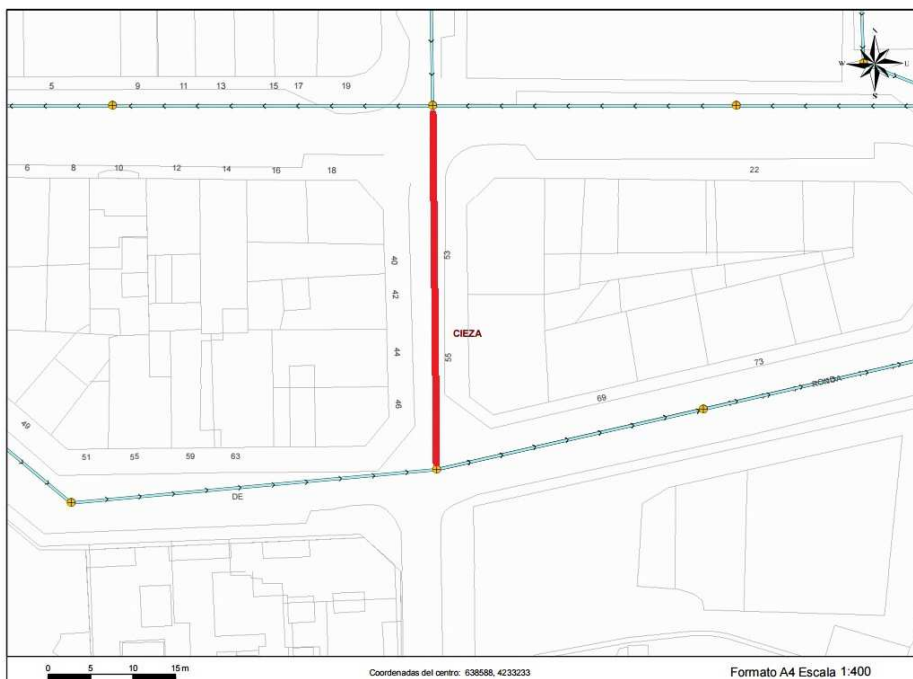 N
W U
S
5 9 11 13 15 17 19
6 8 10 12 14 16 18
22
53
40
42
CIEZA
55
44
46
73
RONDA
69
49
51 55 59 63
DE
0 5 10 15 m
Coordenadas del centro: 638588, 4233233
Formato A4 Escala 1:400